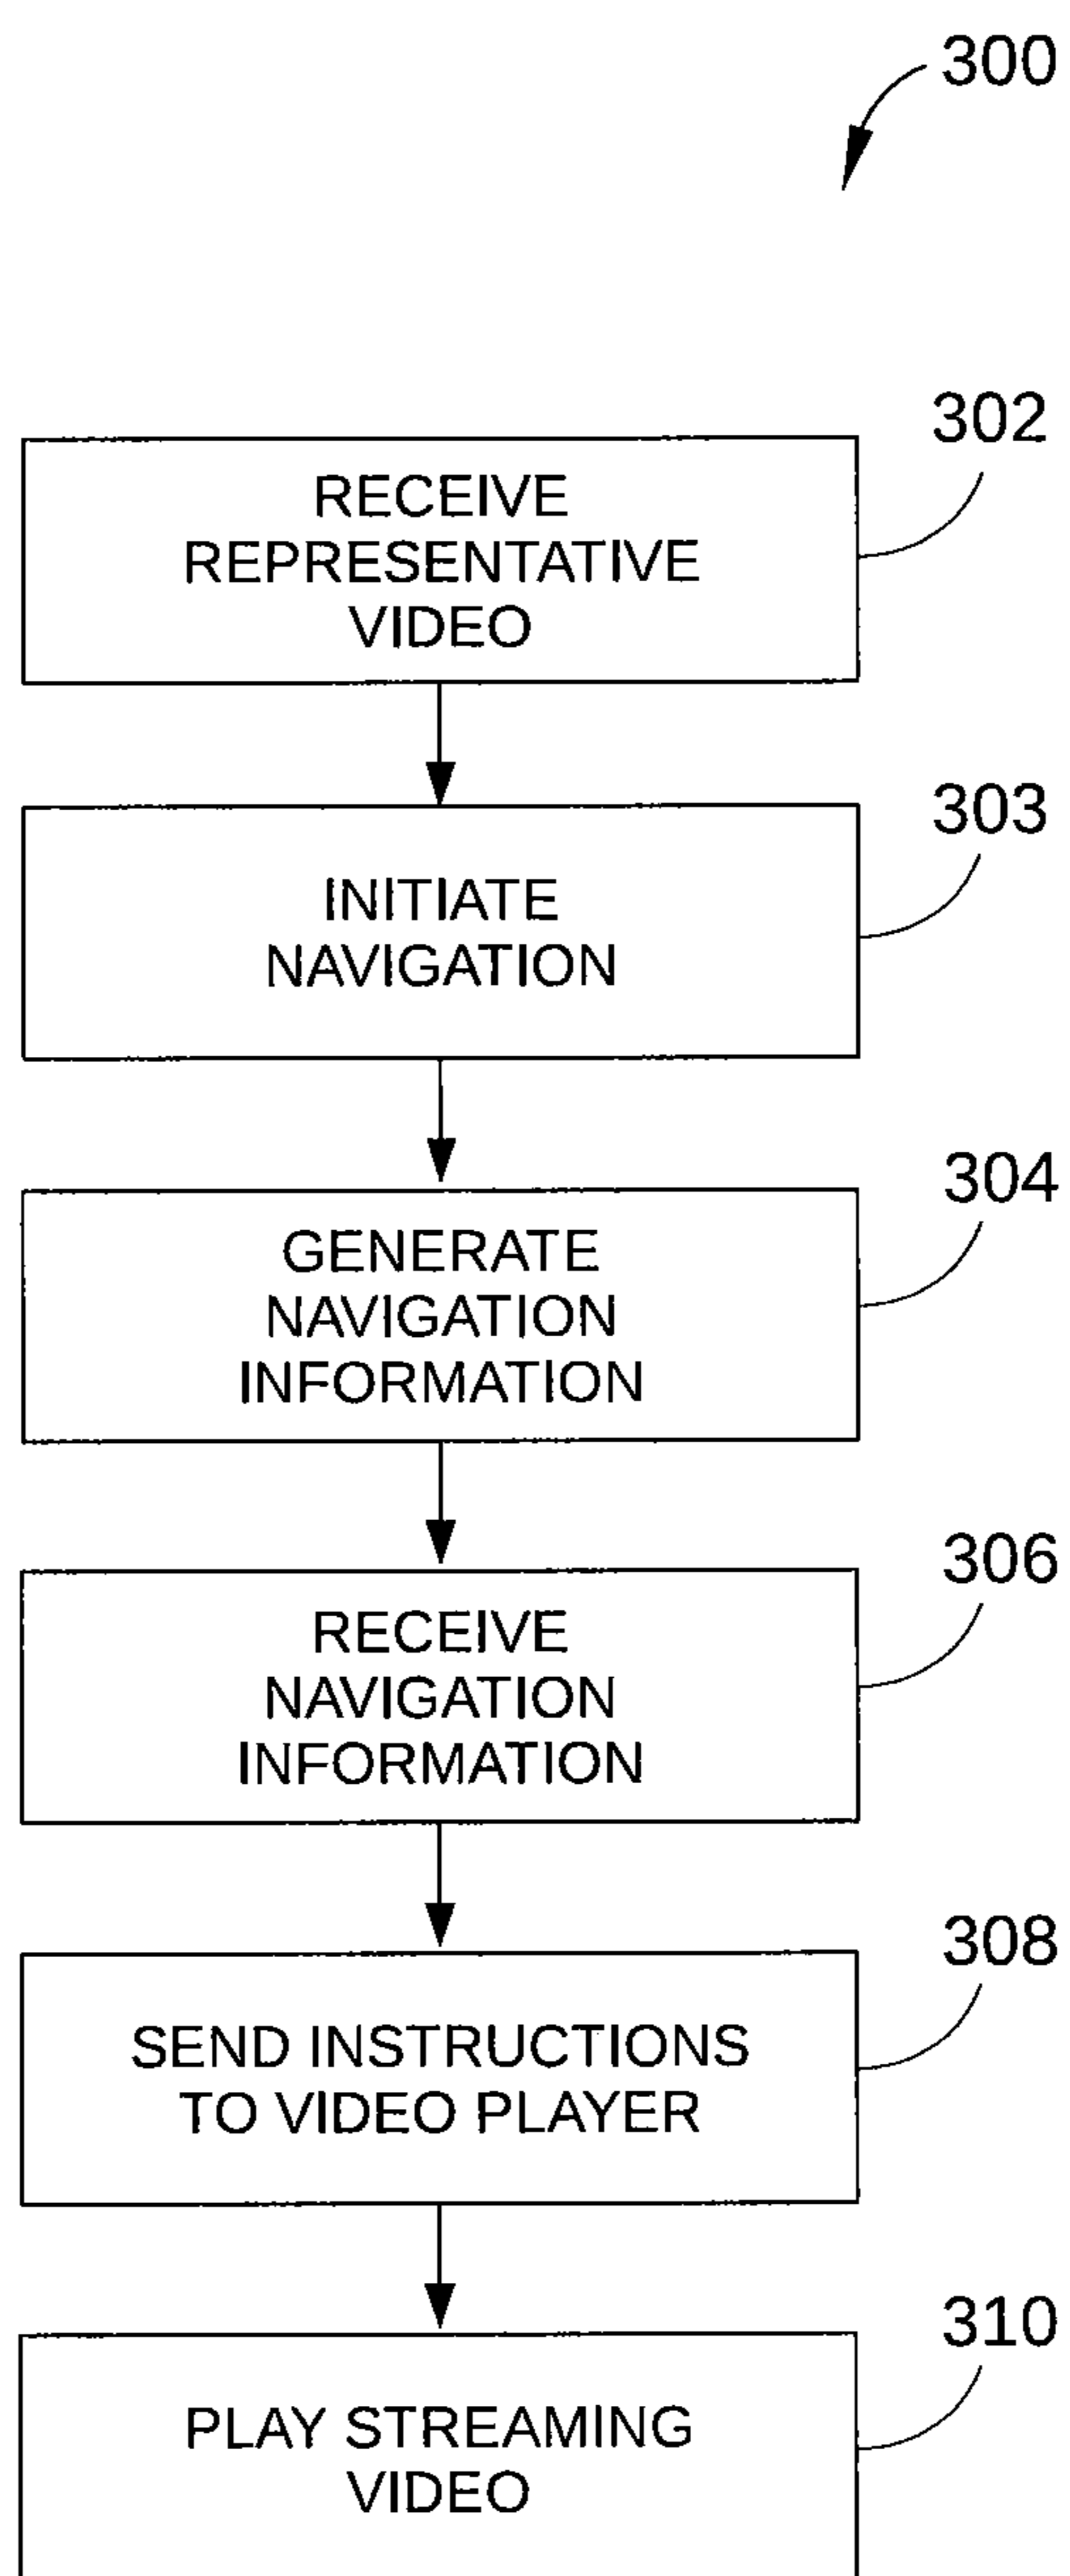 300
302
RECEIVE
REPRESENTATIVE
VIDEO
303
INITIATE
NAVIGATION
304
GENERATE
NAVIGATION
INFORMATION
306
RECEIVE
NAVIGATION
INFORMATION
308
SEND INSTRUCTIONS
TO VIDEO PLAYER
310
PLAY STREAMING
VIDEO